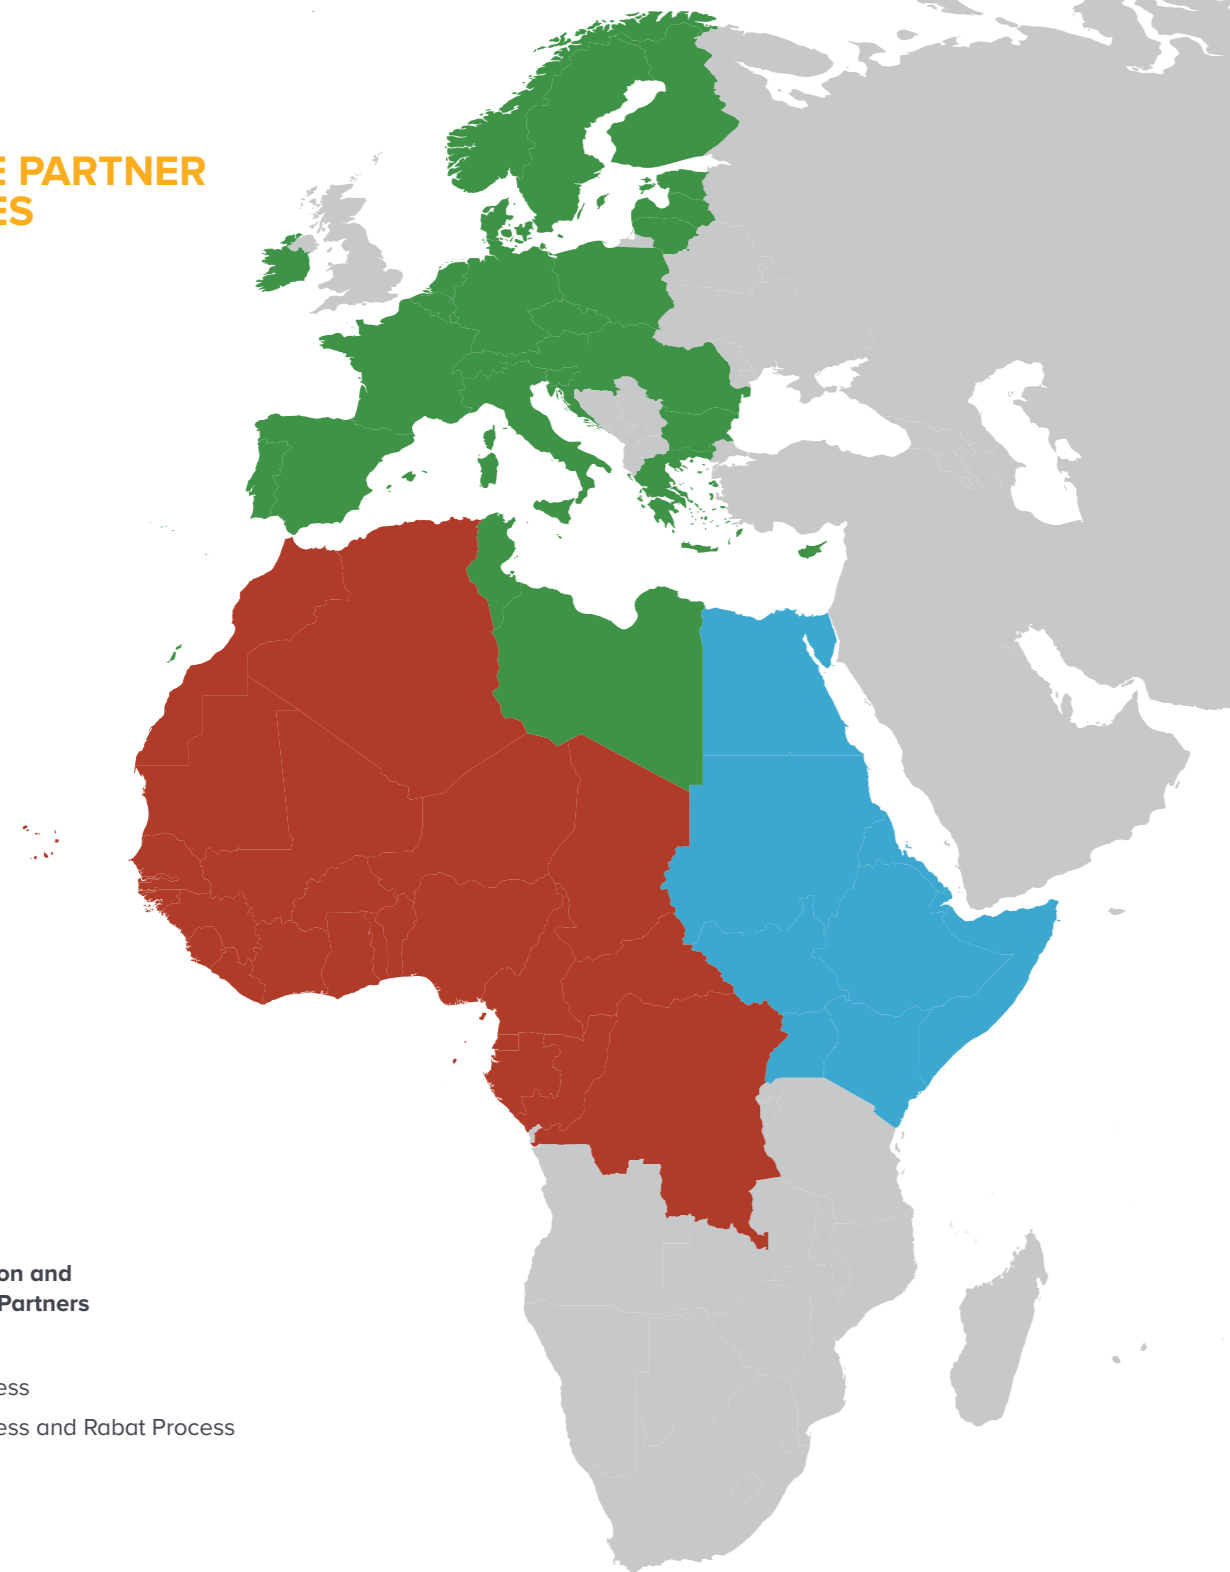 E PARTNER
ES
on and
Partners
ess
ess and Rabat Process